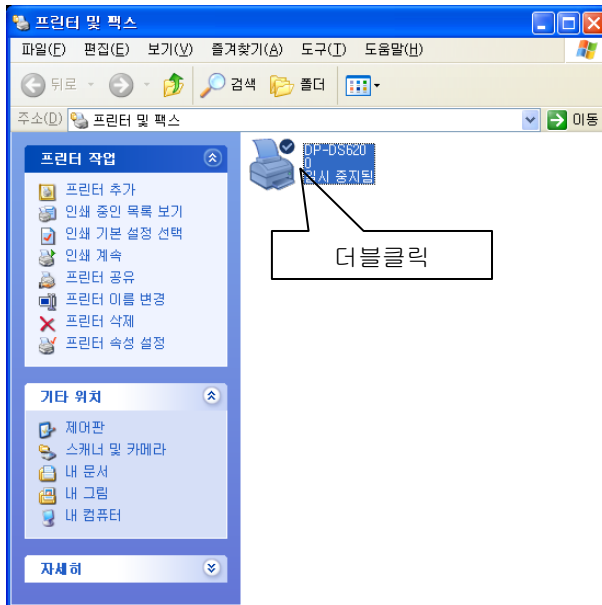 프린터 및 팩스
파일(F) 편집(E) 보기(V) 즐겨찾기(A) 도구(T) 도움말(H)
뒤로 검색 폴더
주소(D) 프린터 및 팩스 이동
프린터 작업
프린터 추가
인쇄 중인 목록 보기
인쇄 기본 설정 선택
인쇄 계속
프린터 공유
프린터 이름 변경
프린터 삭제
프린터 속성 설정
기타 위치
제어판
스캐너 및 카메라
내 문서
내 그림
내 컴퓨터
자세히
DP-DS620
0
일시 중지됨
더블클릭